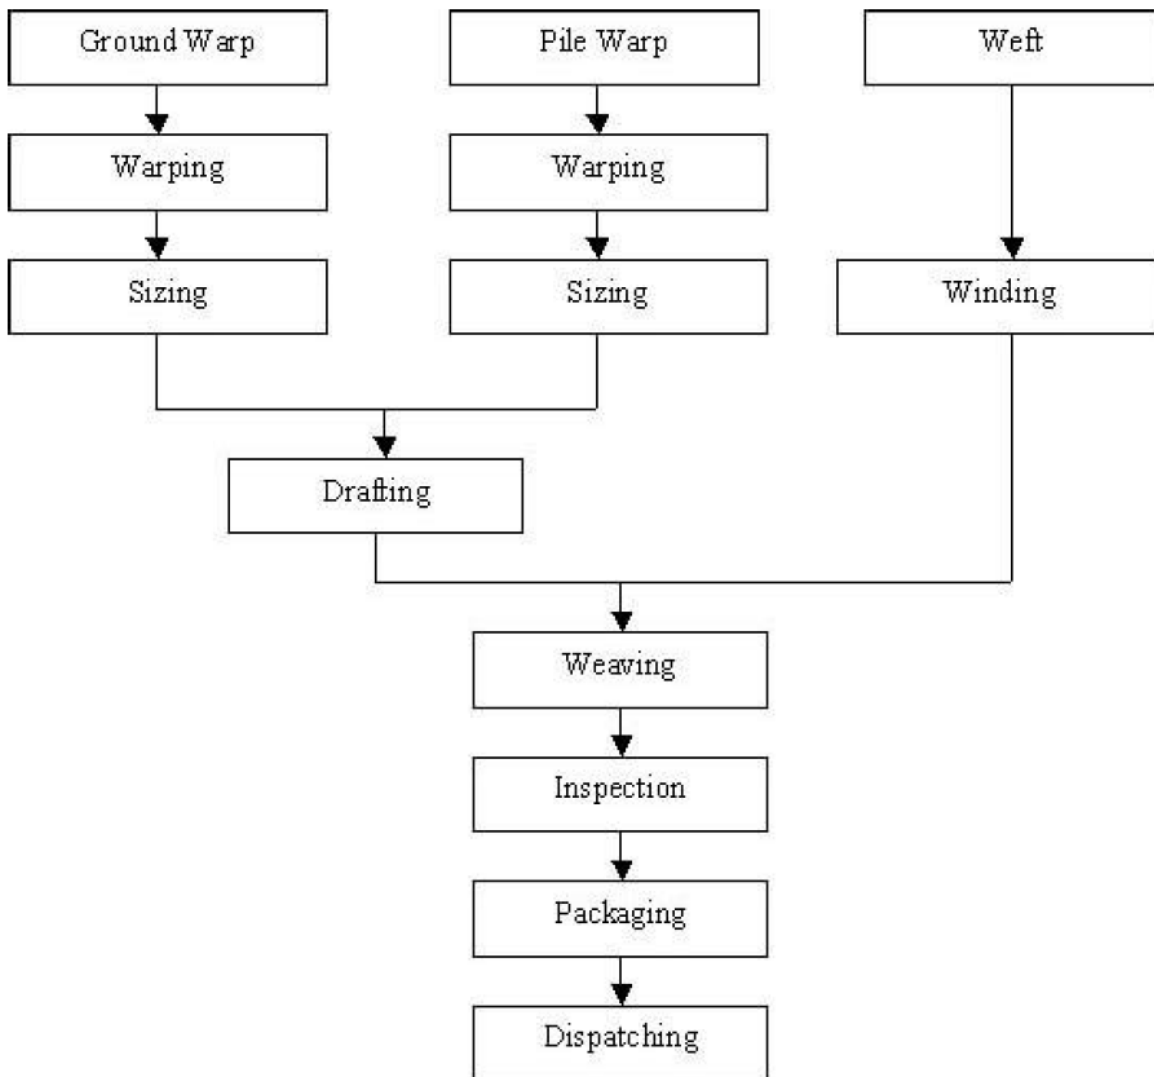 Ground Warp
Pile Warp
Weft
Warping
Warping
Sizing
Sizing
Winding
Drafting
Weaving
Inspection
Packaging
Dispatching